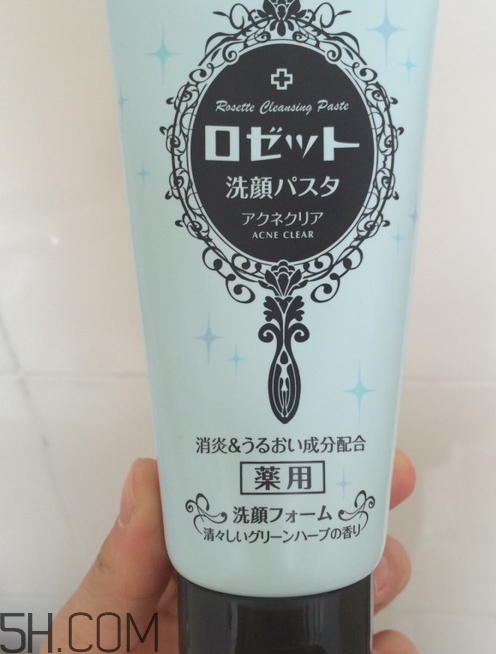 Rosette Cleansing Paste
ロゼット
洗顔パスタ
アクネクリア
ACNE CLEAR
消炎&うるおい成分配合
薬用
洗顔フォーム
清々しいグリーンハーブの香り
5H.COM